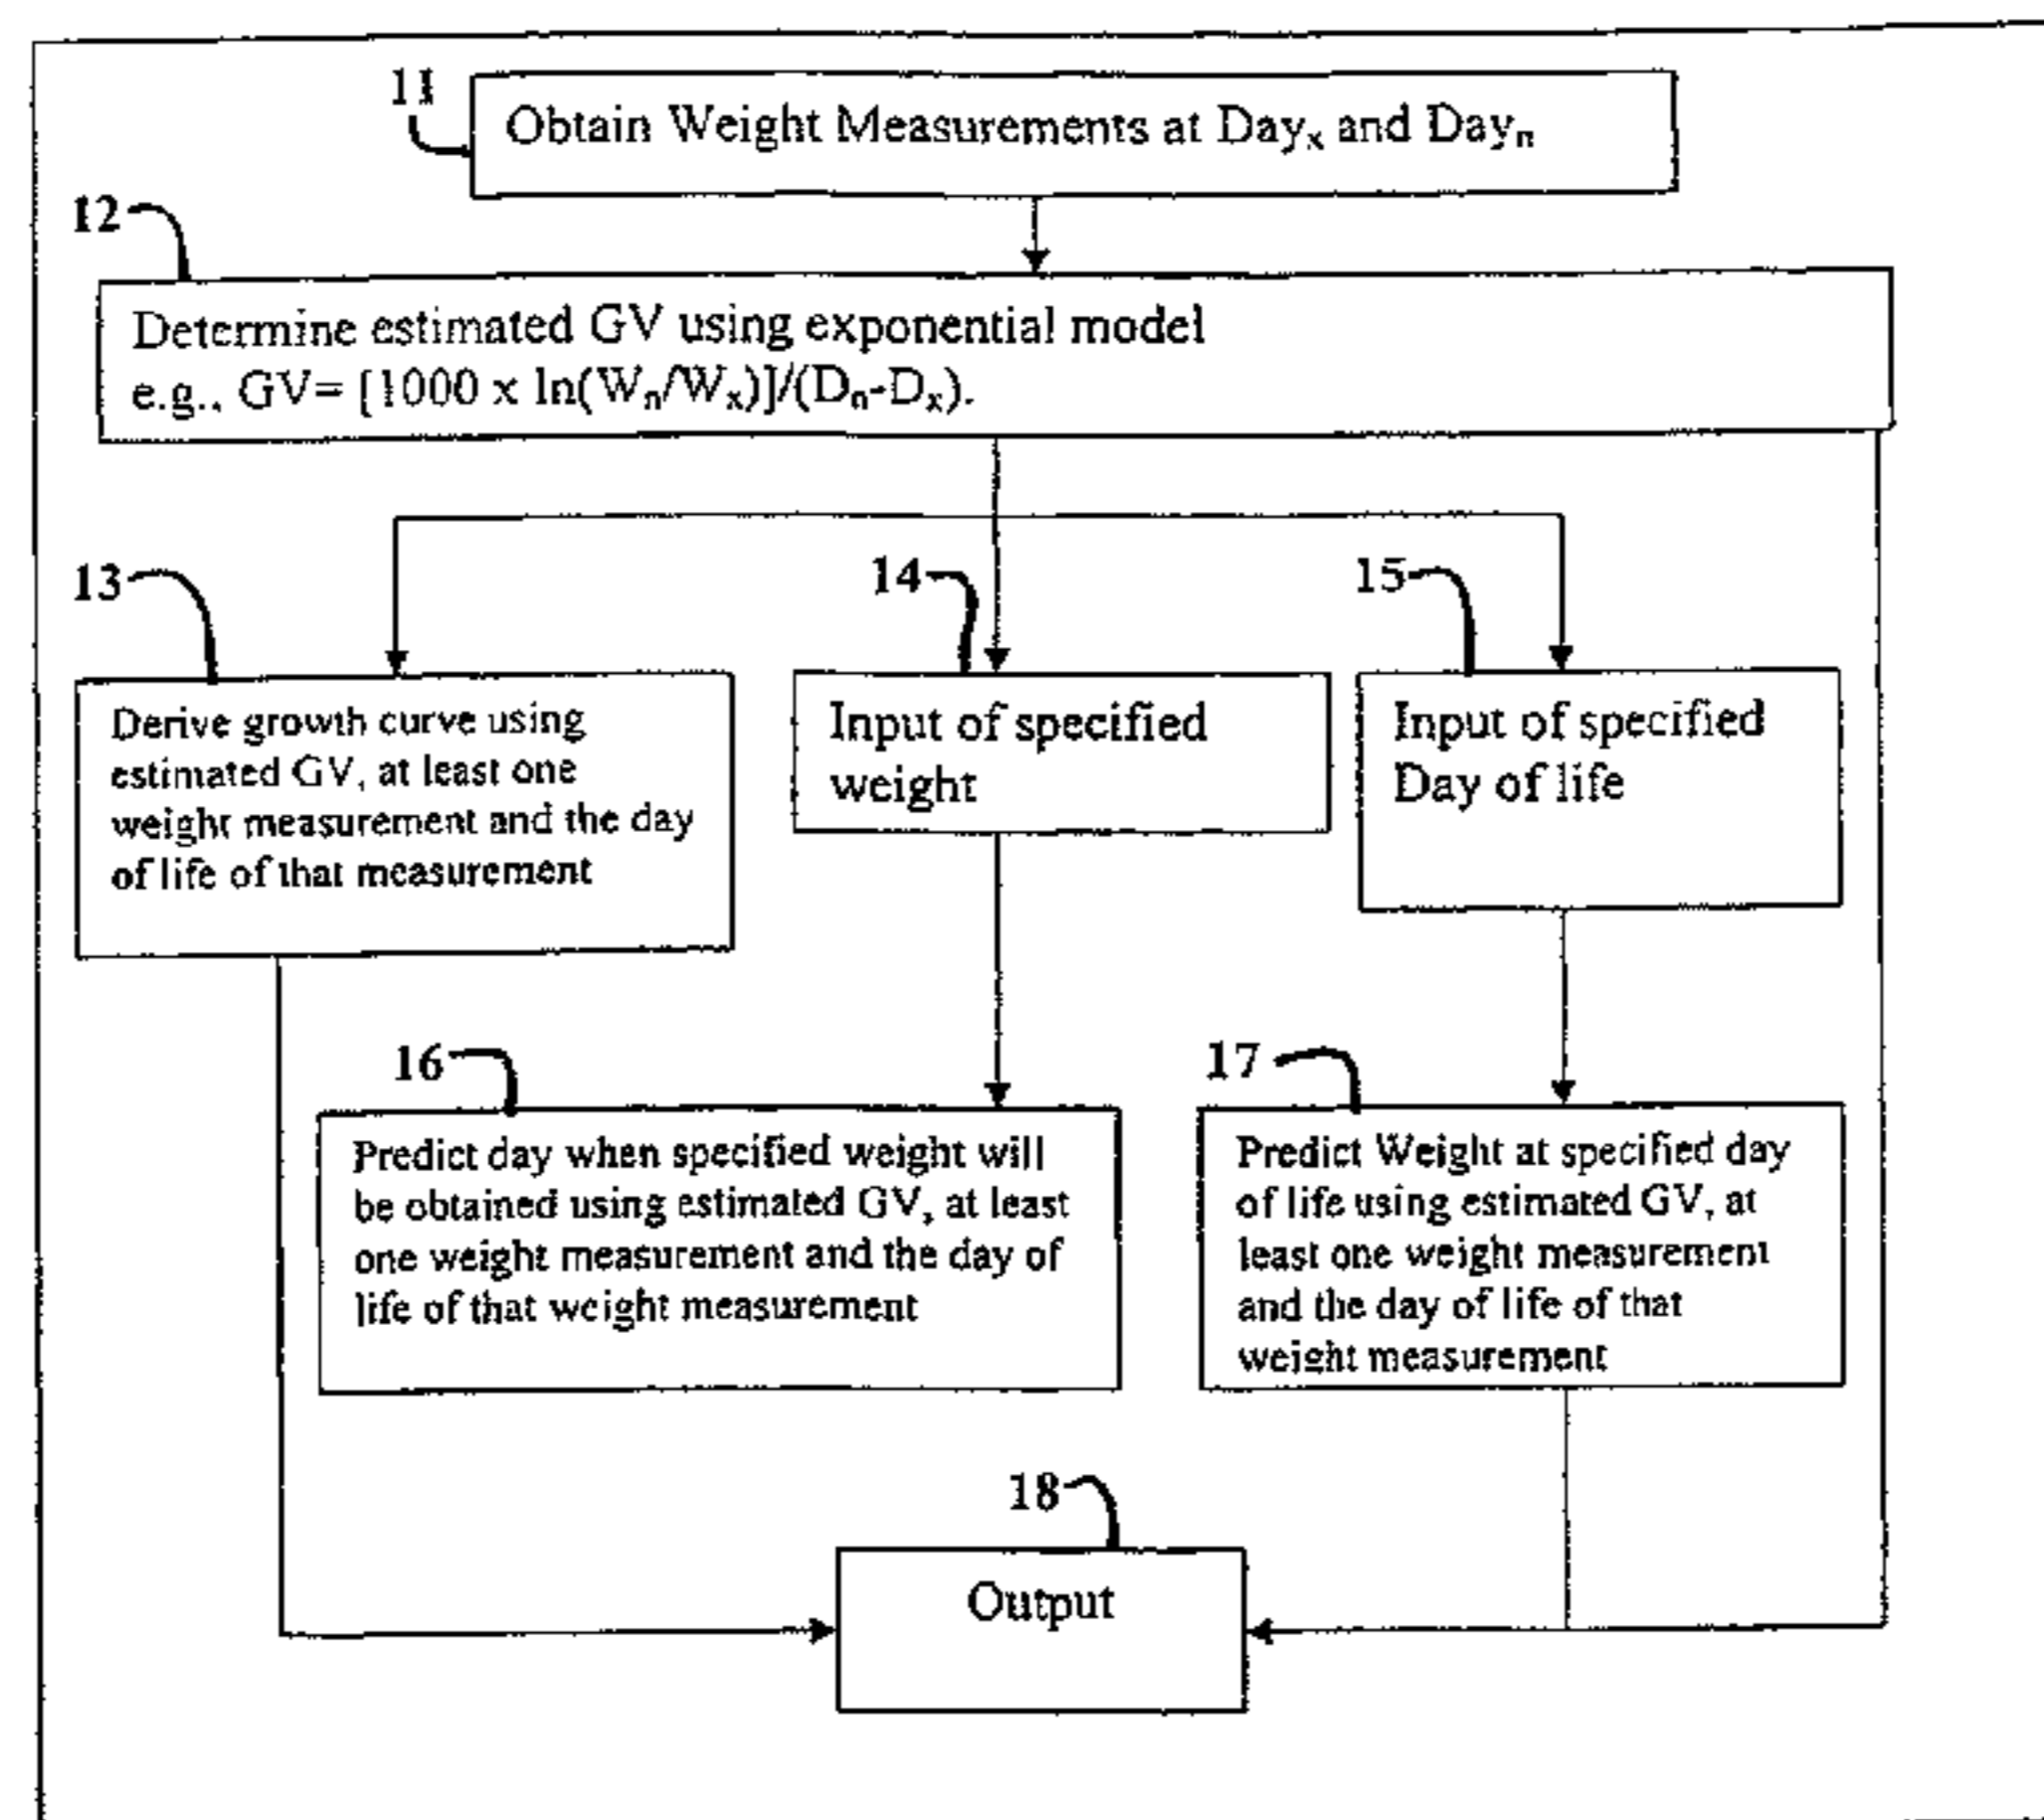 11
Obtain Weight Measurements at Dayₓ and Dayₙ
12
Determine estimated GV using exponential model
e.g., GV= [1000 x ln(Wₙ/Wₓ)]/(Dₙ-Dₓ).
13
14
15
Derive growth curve using
estimated GV, at least one
weight measurement and the day
of life of that measurement
Input of specified
weight
Input of specified
Day of life
16
17
Predict day when specified weight will
be obtained using estimated GV, at least
one weight measurement and the day of
life of that weight measurement
Predict Weight at specified day
of life using estimated GV, at
least one weight measurement
and the day of life of that
weight measurement
18
Output